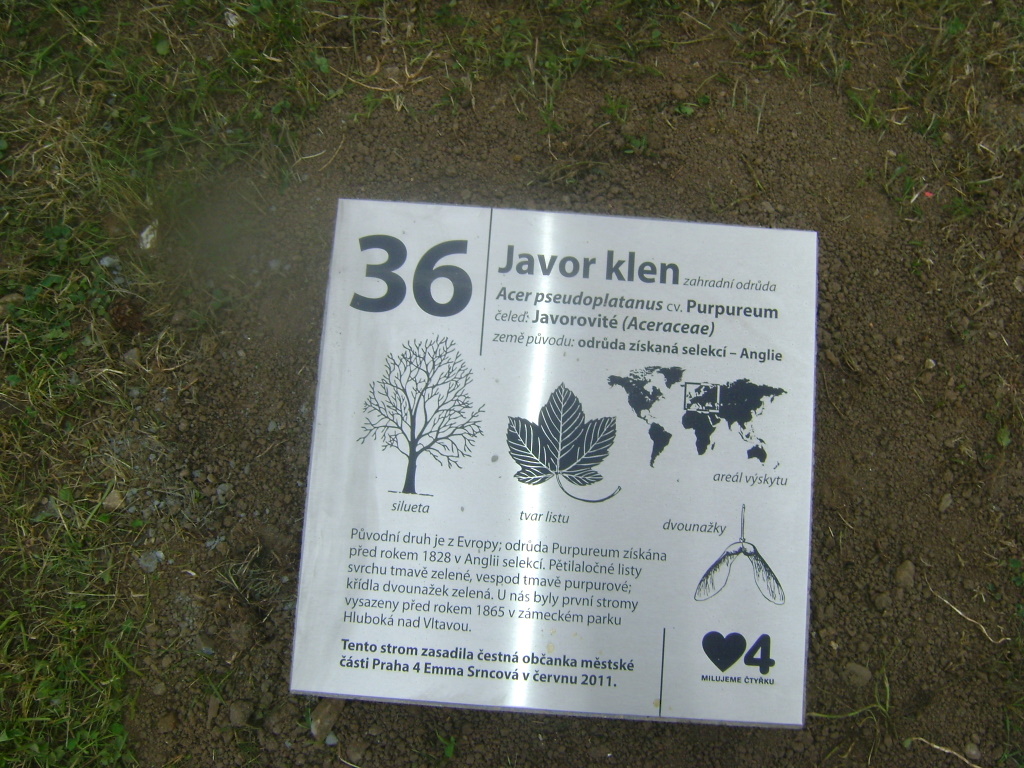 36
Javor klen zahradní odrůda
Acer pseudoplatanus cv. Purpureum
čeleď: Javorovité (Aceraceae)
země původu: odrůda získaná selekcí – Anglie
silueta
tvar listu
areál výskytu
dvounažky
Původní druh je z Evropy; odrůda Purpureum získána
před rokem 1828 v Anglii selekcí. Pětilaločné listy
svrchu tmavě zelené, vespod tmavě purpurové;
křídla dvounažek zelená. U nás byly první stromy
vysazeny před rokem 1865 v zámeckém parku
Hluboká nad Vltavou.
Tento strom zasadila čestná občanka městské
části Praha 4 Emma Srncová v červnu 2011.
4
MILUJEME ČTYŘKU